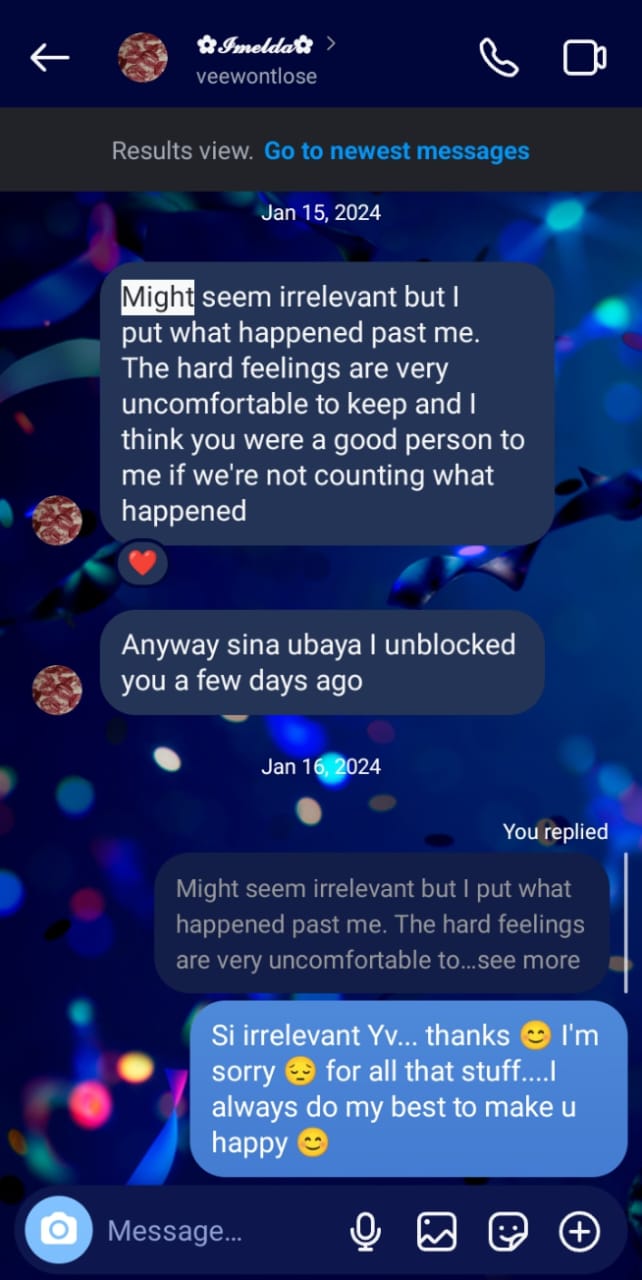 ✿𝓘𝓶𝓮𝓵𝓭𝓪✿
veewontlose
Results view. Go to newest messages
Jan 15, 2024
Might seem irrelevant but I
put what happened past me.
The hard feelings are very
uncomfortable to keep and I
think you were a good person to
me if we're not counting what
happened
❤️
Anyway sina ubaya I unblocked
you a few days ago
Jan 16, 2024
You replied
Might seem irrelevant but I put what
happened past me. The hard feelings
are very uncomfortable to...see more
Si irrelevant Yv... thanks 😊 I'm
sorry 😔 for all that stuff....I
always do my best to make u
happy 😊
Message...